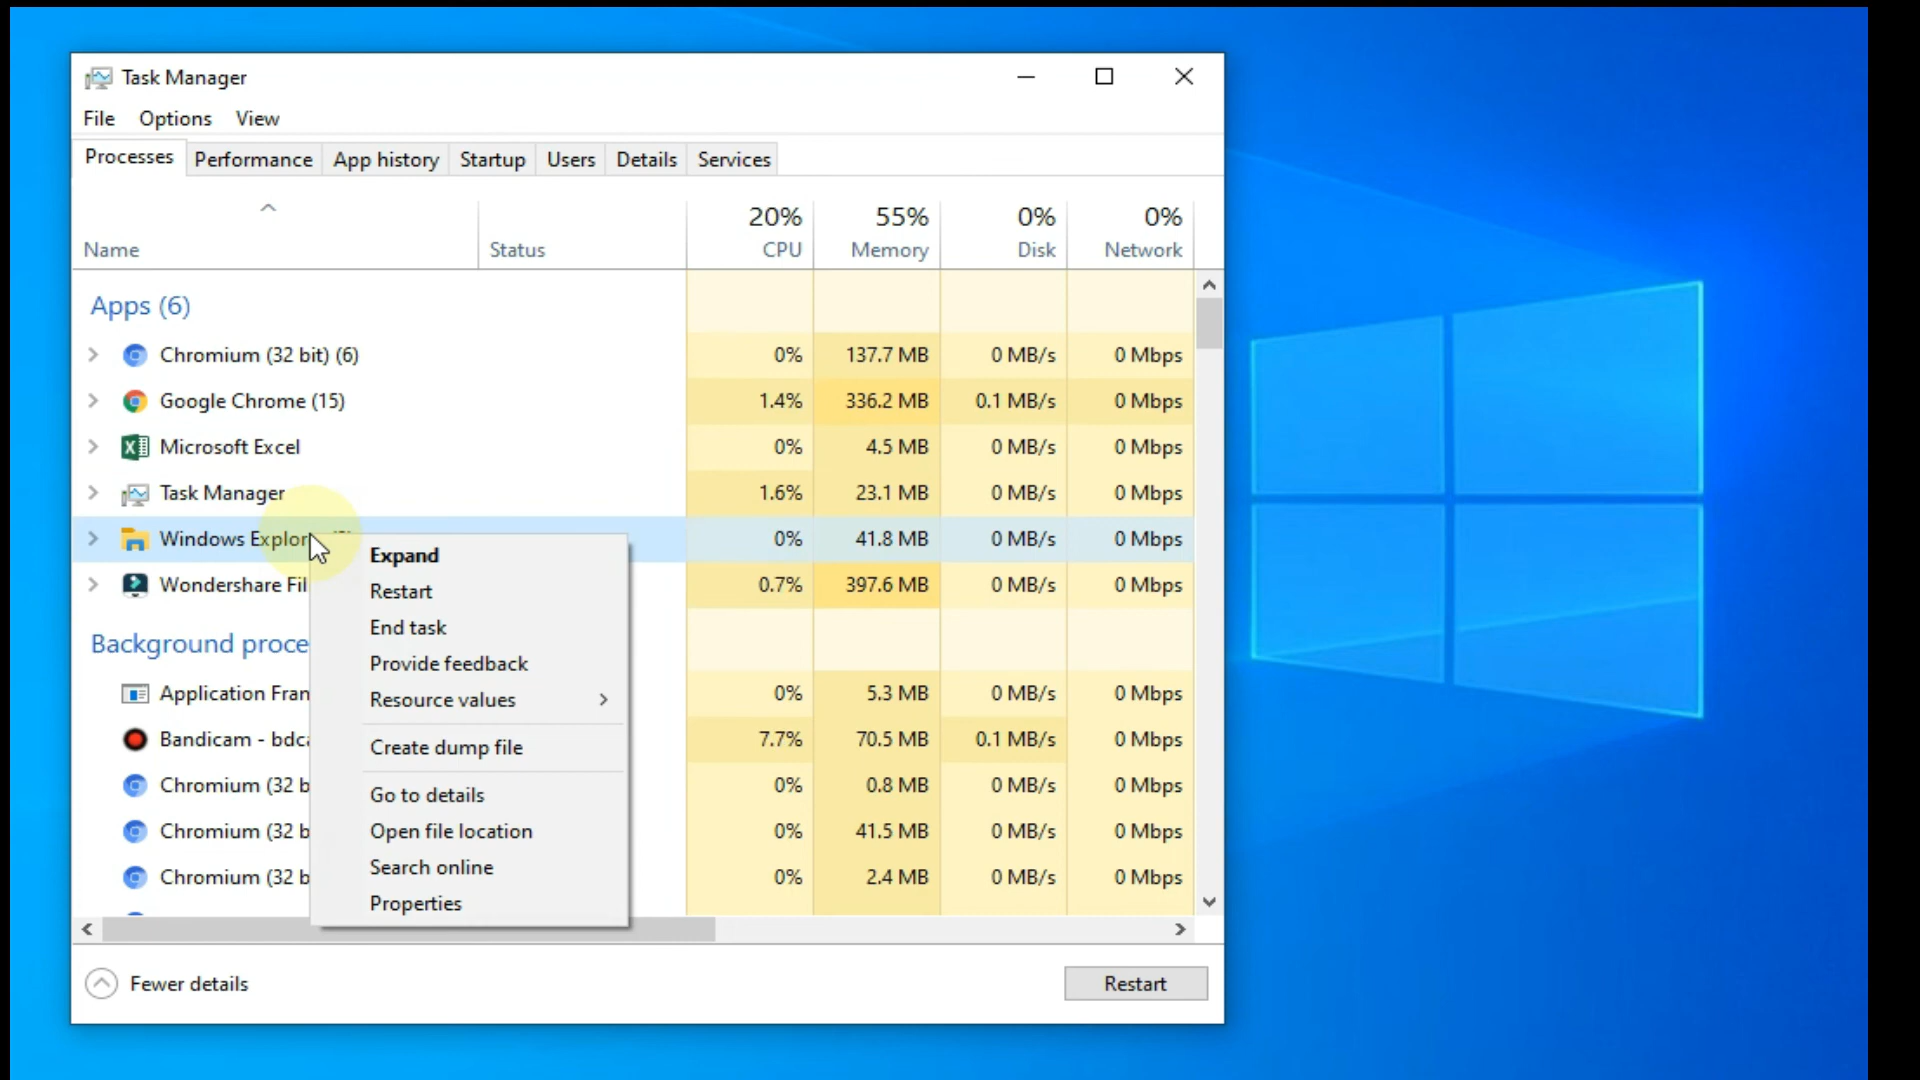 Task Manager
File Options View
Processes Performance App history Startup Users Details Services
20% 55% 0% 0%
Name Status CPU Memory Disk Network
Apps (6)
Chromium (32 bit) (6) 0% 137.7 MB 0 MB/s 0 Mbps
Google Chrome (15) 1.4% 336.2 MB 0.1 MB/s 0 Mbps
Microsoft Excel 0% 4.5 MB 0 MB/s 0 Mbps
Task Manager 1.6% 23.1 MB 0 MB/s 0 Mbps
Windows Explor 0% 41.8 MB 0 MB/s 0 Mbps
Wondershare Fil 0.7% 397.6 MB 0 MB/s 0 Mbps
Background proce
Application Fran 0% 5.3 MB 0 MB/s 0 Mbps
Bandicam - bdca 7.7% 70.5 MB 0.1 MB/s 0 Mbps
Chromium (32 b 0% 0.8 MB 0 MB/s 0 Mbps
Chromium (32 b 0% 41.5 MB 0 MB/s 0 Mbps
Chromium (32 b 0% 2.4 MB 0 MB/s 0 Mbps
Expand
Restart
End task
Provide feedback
Resource values
Create dump file
Go to details
Open file location
Search online
Properties
Fewer details
Restart